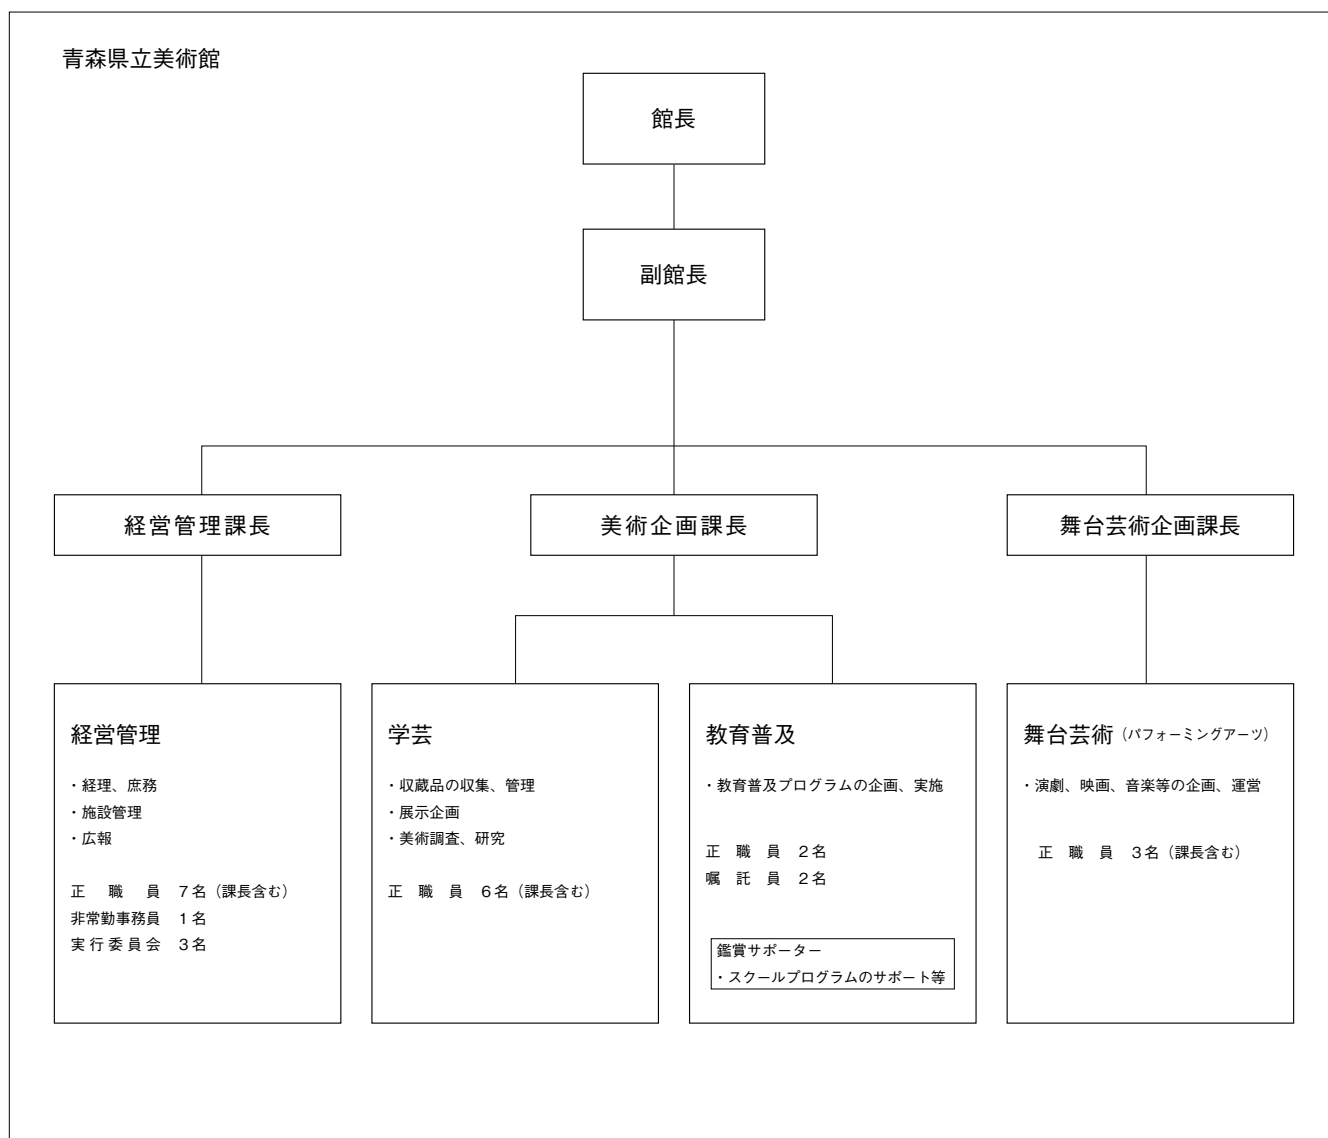 青森県立美術館
館長
副館長
経営管理課長
美術企画課長
舞台芸術企画課長
経営管理
・経理、庶務
・施設管理
・広報
正職員 7名（課長含む）
非常勤事務員 1名
実行委員会 3名
学芸
・収蔵品の収集、管理
・展示企画
・美術調査、研究
正職員 6名（課長含む）
教育普及
・教育普及プログラムの企画、実施
正職員 2名
嘱託員 2名
鑑賞サポーター
・スクールプログラムのサポート等
舞台芸術（パフォーミングアーツ）
・演劇、映画、音楽等の企画、運営
正職員 3名（課長含む）